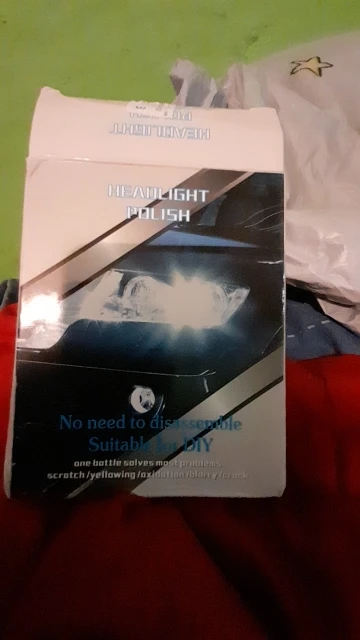 HEADLIGHT
HEADLIGHT
POLISH
No need to disassemble
Suitable for DIY
one bottle solves most problems
scratch/yellowing/oxidation/blurry/crack